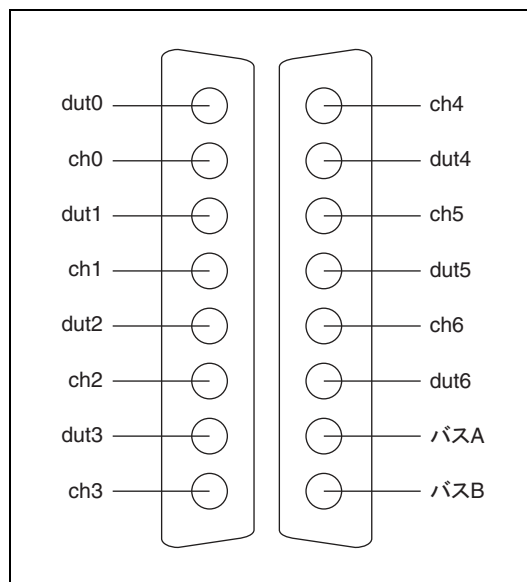 dut0
ch0
dut1
ch1
dut2
ch2
dut3
ch3
ch4
dut4
ch5
dut5
ch6
dut6
バスA
バスB